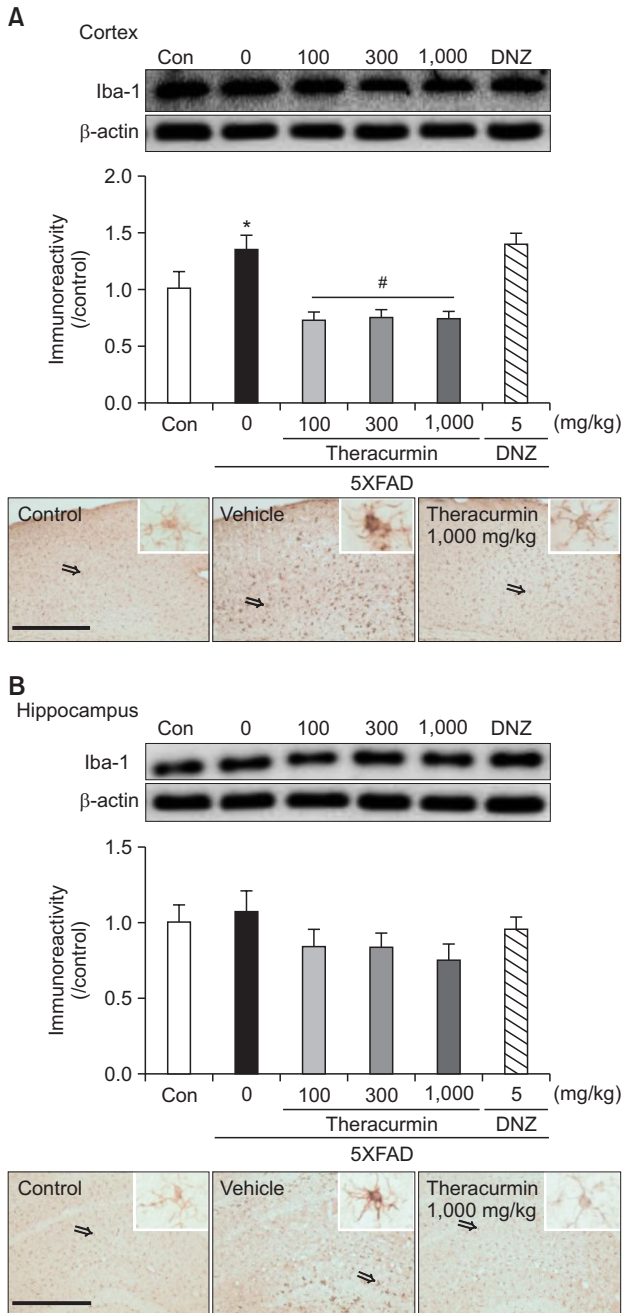 A
Cortex
Con 0 100 300 1,000 DNZ
Iba-1
β-actin
2.0
1.5
1.0
0.5
0.0
Immunoreactivity
(/control)
*
#
Con 0 100 300 1,000 5 (mg/kg)
Theracurmin DNZ
5XFAD
Control Vehicle Theracurmin
1,000 mg/kg
B
Hippocampus
Con 0 100 300 1,000 DNZ
Iba-1
β-actin
1.5
1.0
0.5
0.0
Immunoreactivity
(/control)
Con 0 100 300 1,000 5 (mg/kg)
Theracurmin DNZ
5XFAD
Control Vehicle Theracurmin
1,000 mg/kg